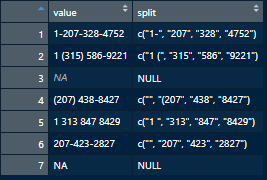 value split
1 1-207-328-4752 c("1-", "207", "328", "4752")
2 1 (315) 586-9221 c("1 (", "315", "586", "9221")
3 NA NULL
4 (207) 438-8427 c("", "(207", "438", "8427")
5 1 313 847 8429 c("1 ", "313", "847", "8429")
6 207-423-2827 c("", "207", "423", "2827")
7 NA NULL